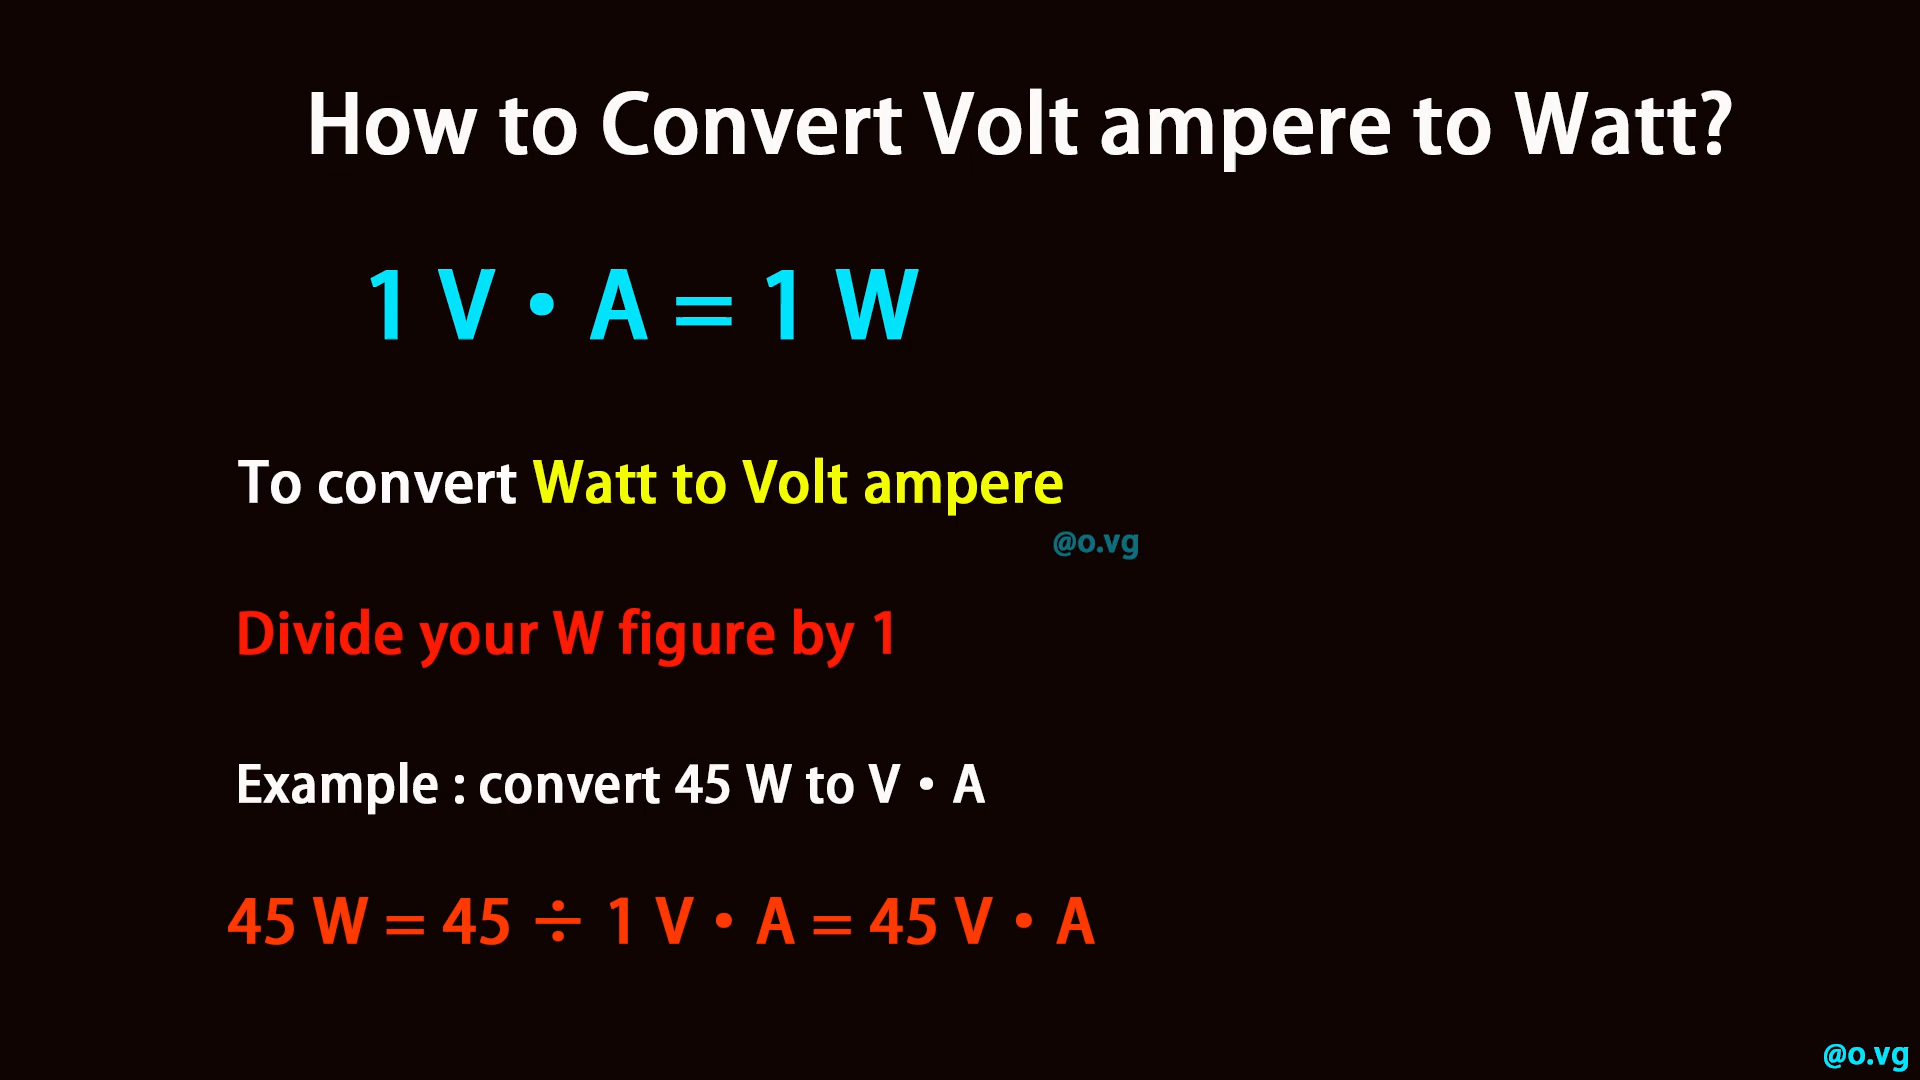 How to Convert Volt ampere to Watt?
1 V • A = 1 W
To convert Watt to Volt ampere
@o.vg
Divide your W figure by 1
Example : convert 45 W to V • A
45 W = 45 ÷ 1 V • A = 45 V • A
@o.vg